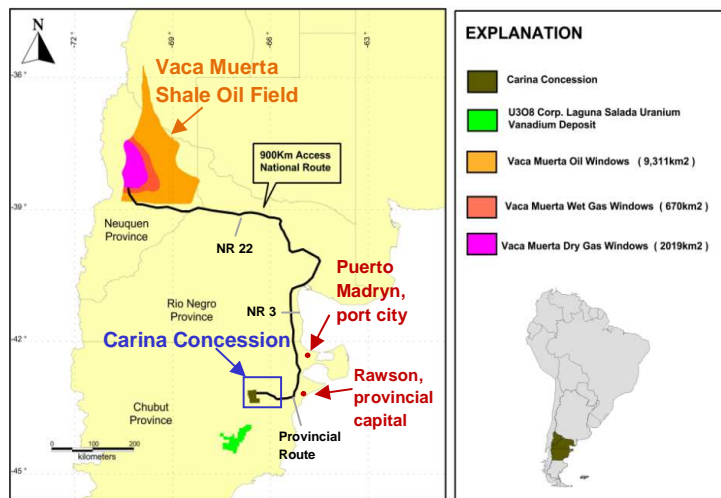 N
-72 °
-69 °
-63 °
-36 °
-39 °
-42 °
-45 °
Vaca Muerta
Shale Oil Field
900Km Access
National Route
Neuquen
Province
NR 22
Puerto
Madryn,
port city
Rio Negro
Province
NR 3
Carina Concession
Rawson,
provincial
capital
Chubut
Province
Provincial
Route
0 50 100 200
kilometers
EXPLANATION
Carina Concession
U3O8 Corp. Laguna Salada Uranium
Vanadium Deposit
Vaca Muerta Oil Windows ( 9,311km2)
Vaca Muerta Wet Gas Windows ( 670km2)
Vaca Muerta Dry Gas Windows ( 2019km2)